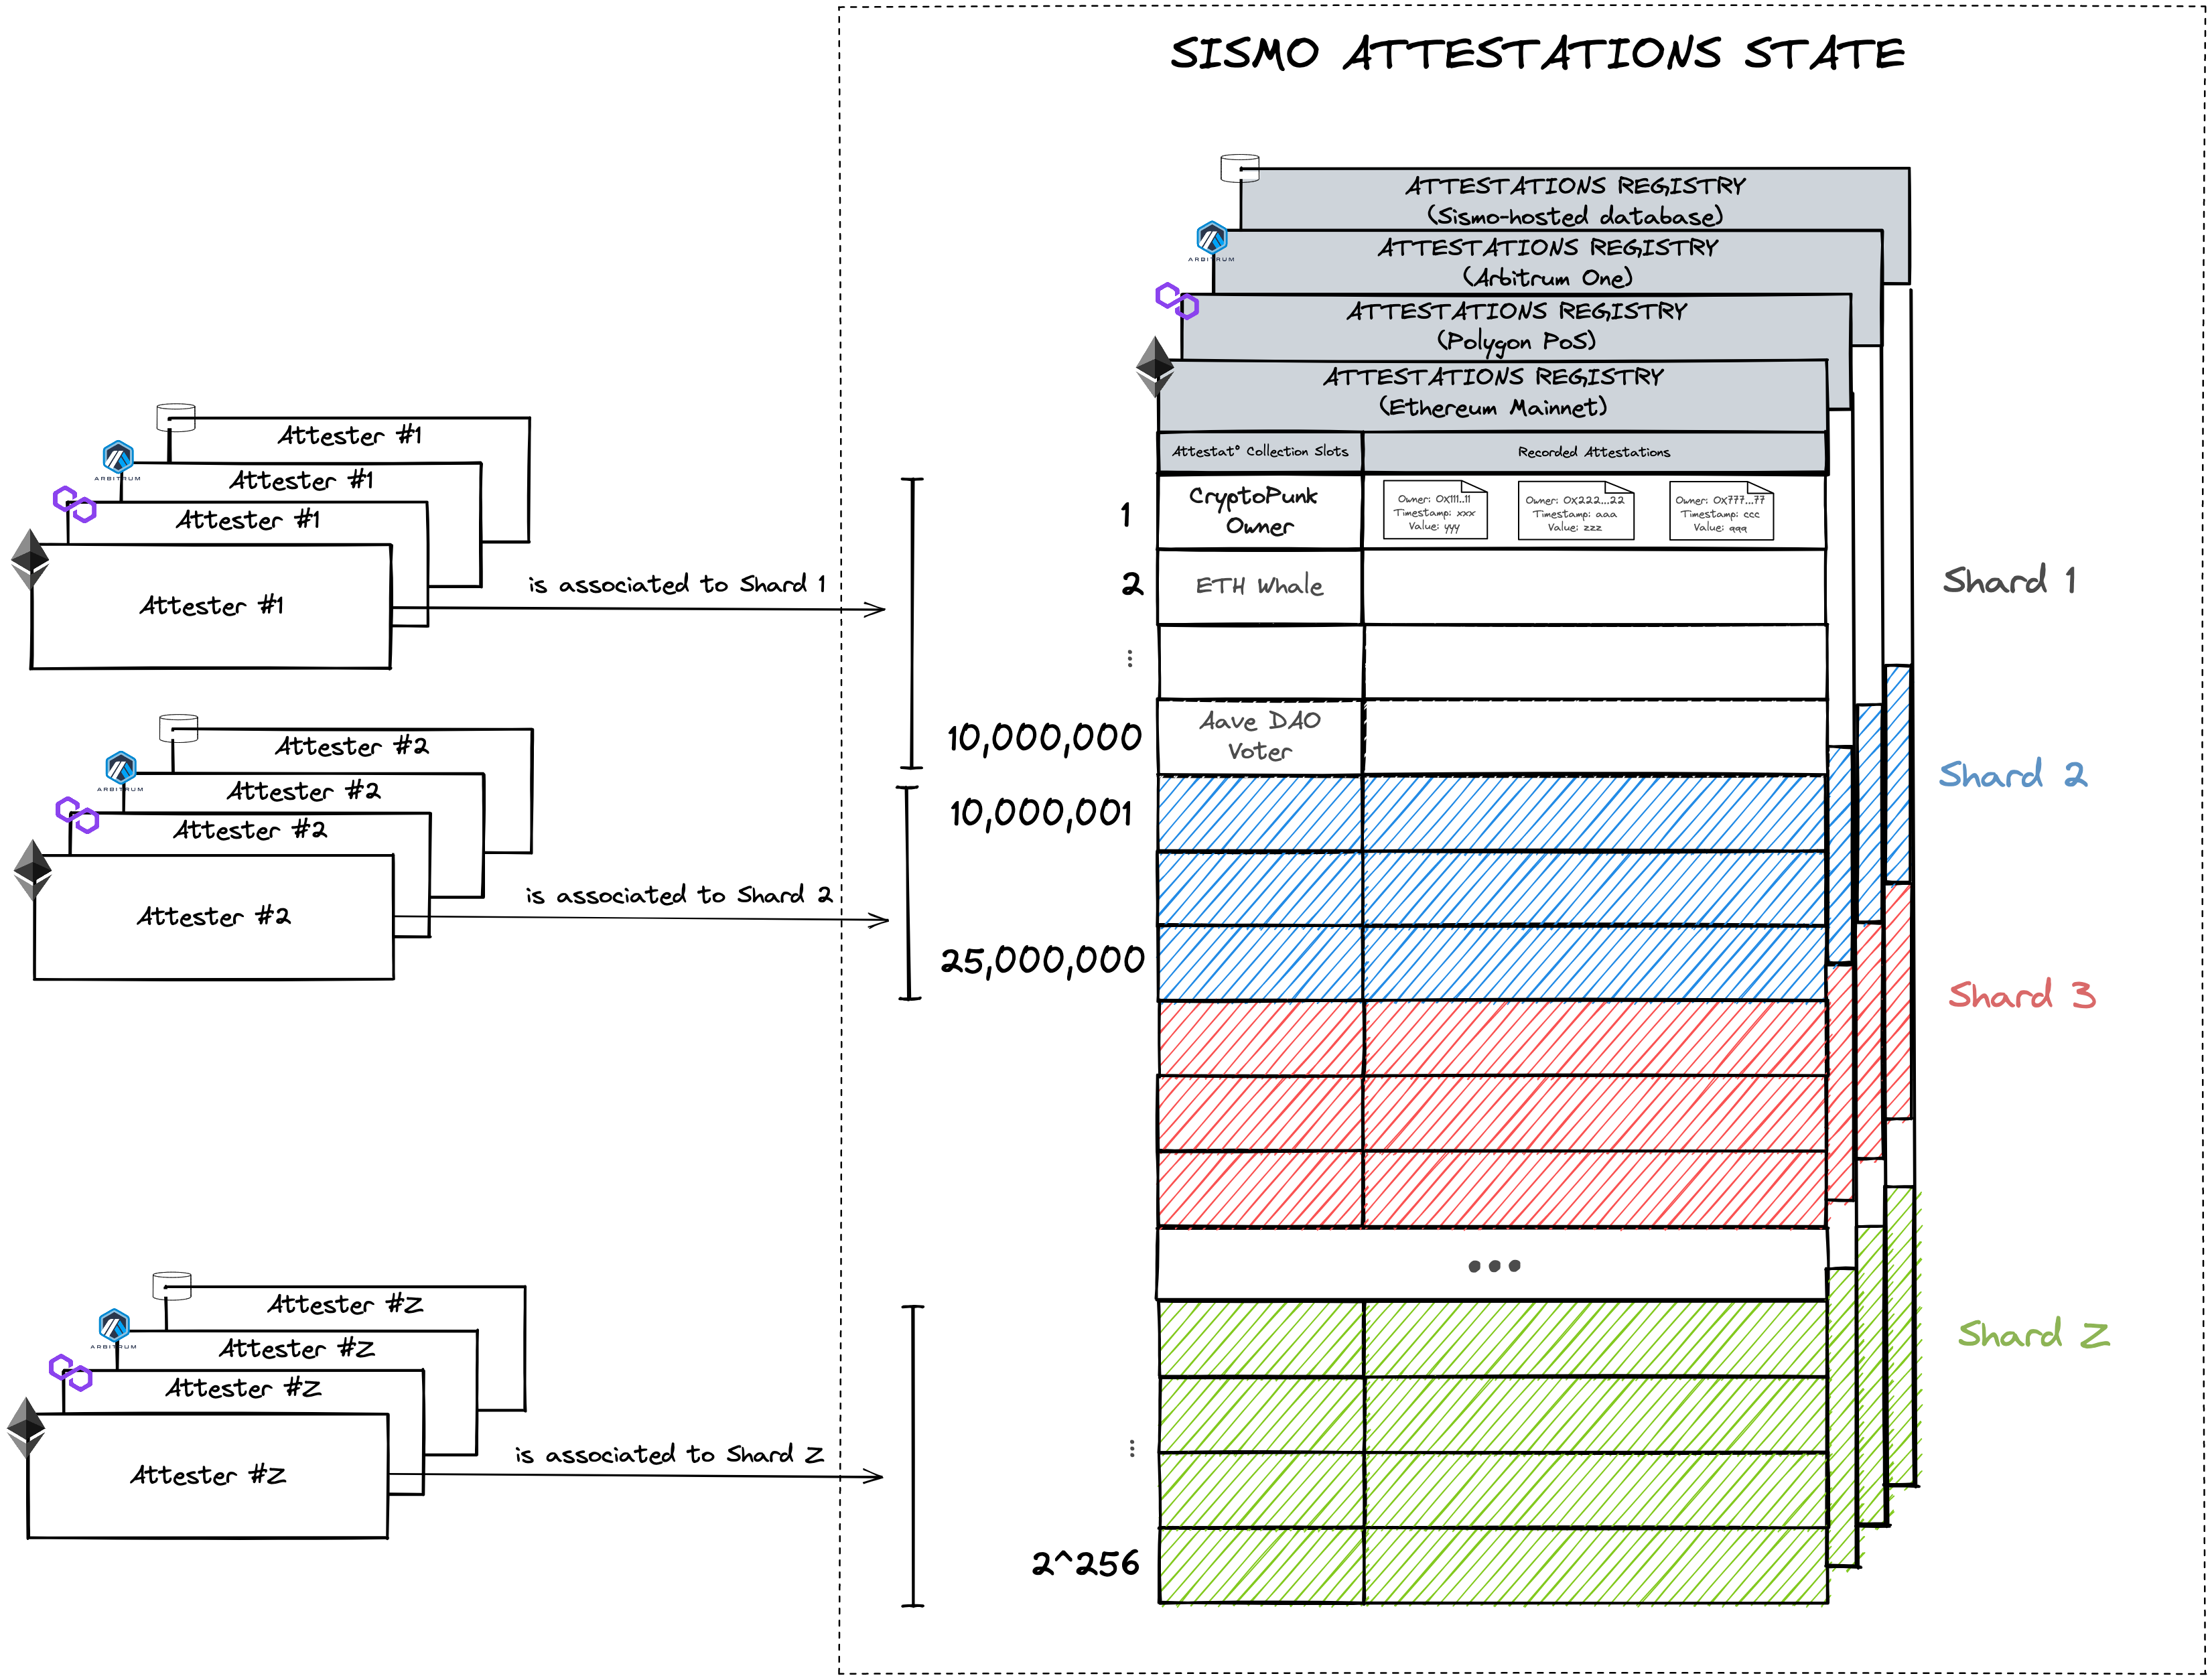 SISMO ATTESTATIONS STATE
ATTESTATIONS REGISTRY
(Sismo-hosted database)
ARBITRUM
ATTESTATIONS REGISTRY
(Arbitrum One)
ATTESTATIONS REGISTRY
(Polygon PoS)
ATTESTATIONS REGISTRY
(Ethereum Mainnet)
Attestat° Collection Slots
Recorded Attestations
1
CryptoPunk
Owner
Owner: 0X111..11
Timestamp: xxx
Value: yyy
Owner: 0X222...22
Timestamp: aaa
Value: zzz
Owner: 0X777...77
Timestamp: ccc
Value: qqq
2
ETH Whale
...
10,000,000
Aave DAO
Voter
10,000,001
25,000,000
...
...
2^256
Shard 1
Shard 2
Shard 3
Shard Z
Attester #1
ARBITRUM
Attester #1
Attester #1
Attester #1
is associated to Shard 1
Attester #2
ARBITRUM
Attester #2
Attester #2
Attester #2
is associated to Shard 2
Attester #Z
ARBITRUM
Attester #Z
Attester #Z
Attester #Z
is associated to Shard Z